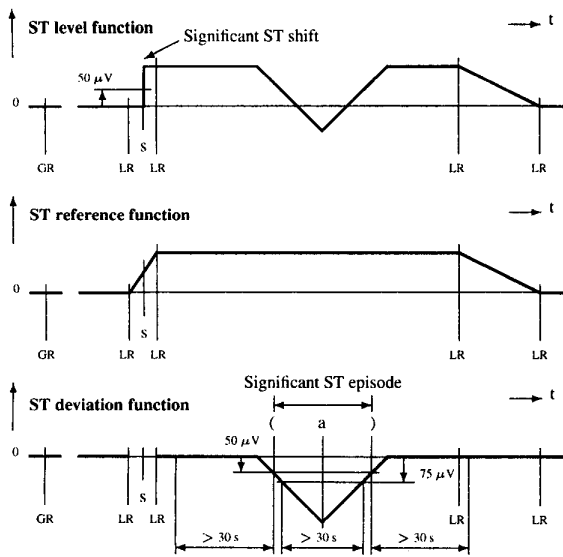 ST level function
Significant ST shift
t
50 μV
0
S
GR LR LR LR LR
ST reference function
t
0
S
GR LR LR LR LR
Significant ST episode
ST deviation function
t
( a )
50 μV
0
75 μV
S
GR LR LR LR LR
> 30 s > 30 s > 30 s